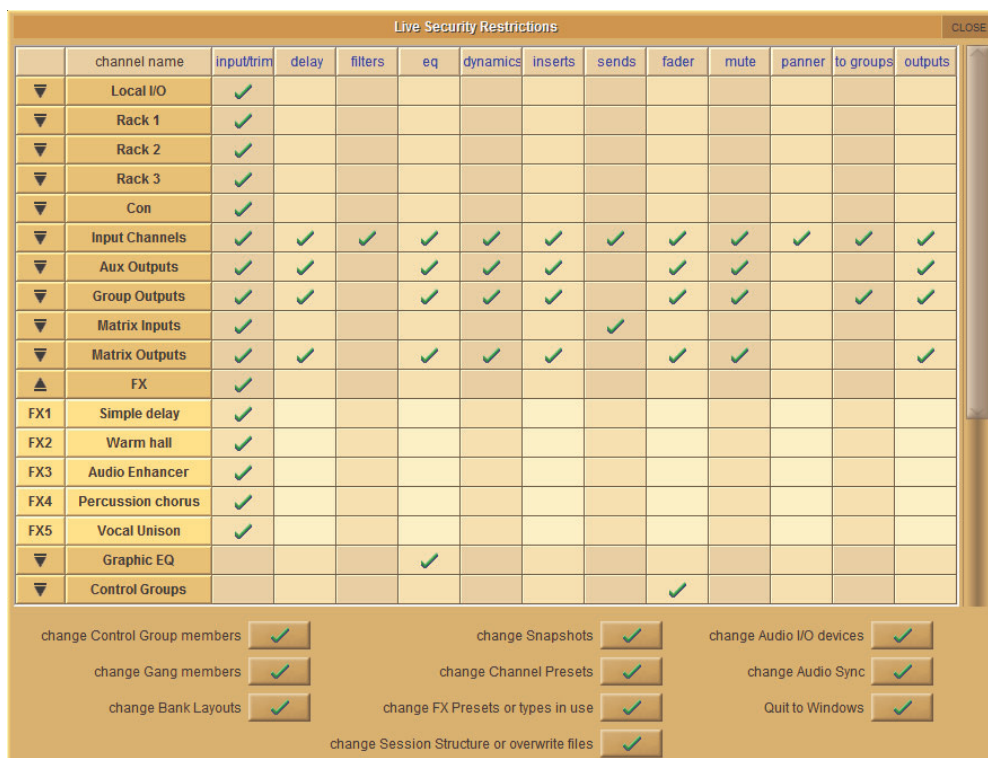 Live Security Restrictions
CLOSE
channel name input/trim delay filters eq dynamics inserts sends fader mute panner to groups outputs
Local I/O
Rack 1
Rack 2
Rack 3
Con
Input Channels
Aux Outputs
Group Outputs
Matrix Inputs
Matrix Outputs
FX
FX1 Simple delay
FX2 Warm hall
FX3 Audio Enhancer
FX4 Percussion chorus
FX5 Vocal Unison
Graphic EQ
Control Groups
change Control Group members change Snapshots change Audio I/O devices
change Gang members change Channel Presets change Audio Sync
change Bank Layouts change FX Presets or types in use Quit to Windows
change Session Structure or overwrite files